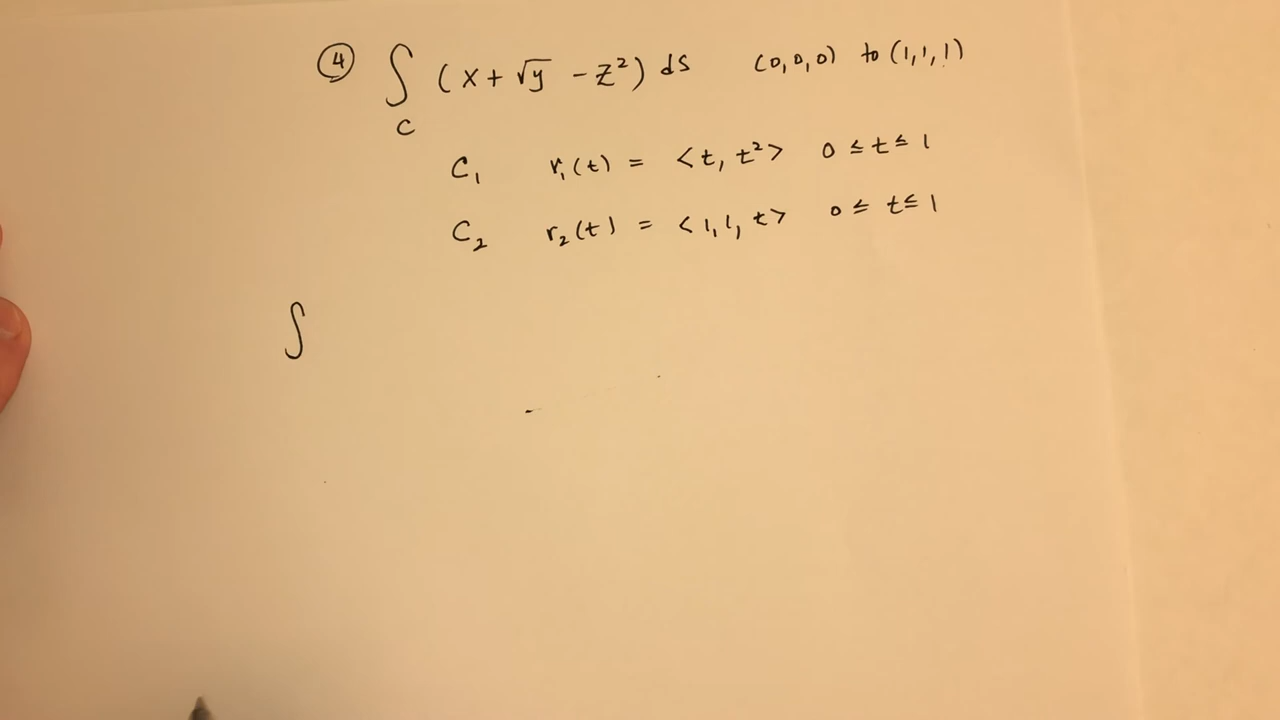 ④ ∫ (x + √y - z²) ds (0,0,0) to (1,1,1)
C
C₁ r₁(t) = <t, t²> 0 ≤ t ≤ 1
C₂ r₂(t) = <1, 1, t> 0 ≤ t ≤ 1
∫